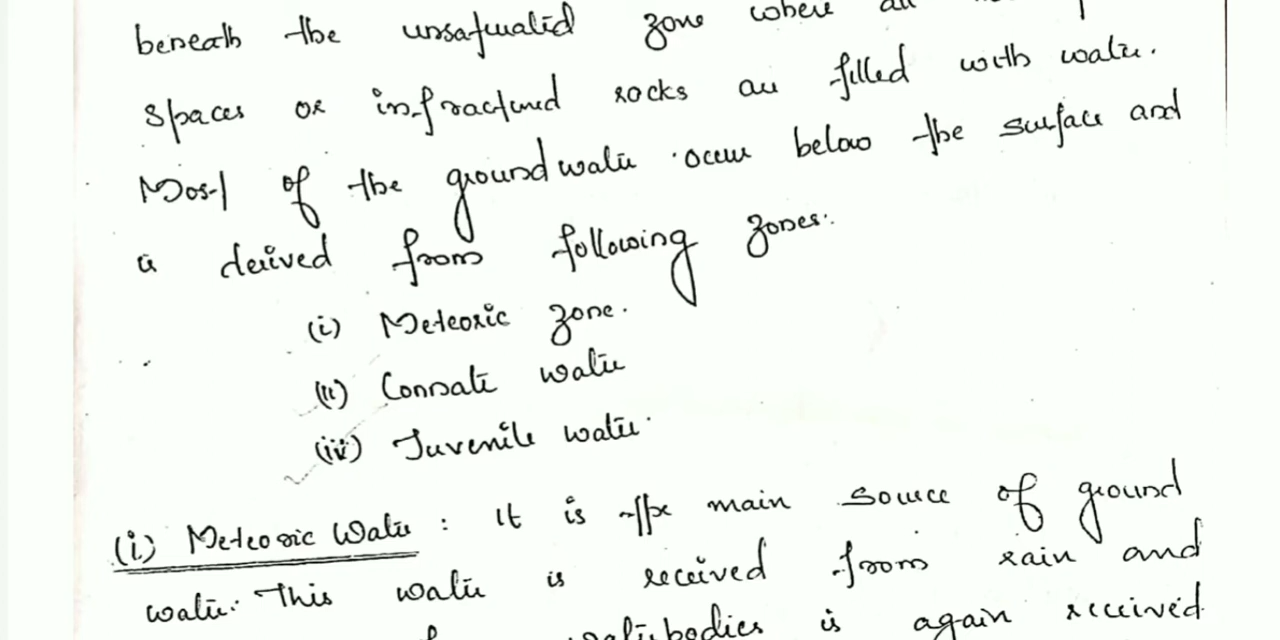 beneath the unsaturated zone where all
spaces or in fractured rocks are filled with water.
Most of the groundwater occur below the surface and
is derived from following zones.
(i) Meteoric zone.
(ii) Connate water
(iii) Juvenile water.
(i) Meteoric Water : It is the main source of ground
water. This water is received from rain and
waterbodies is again received